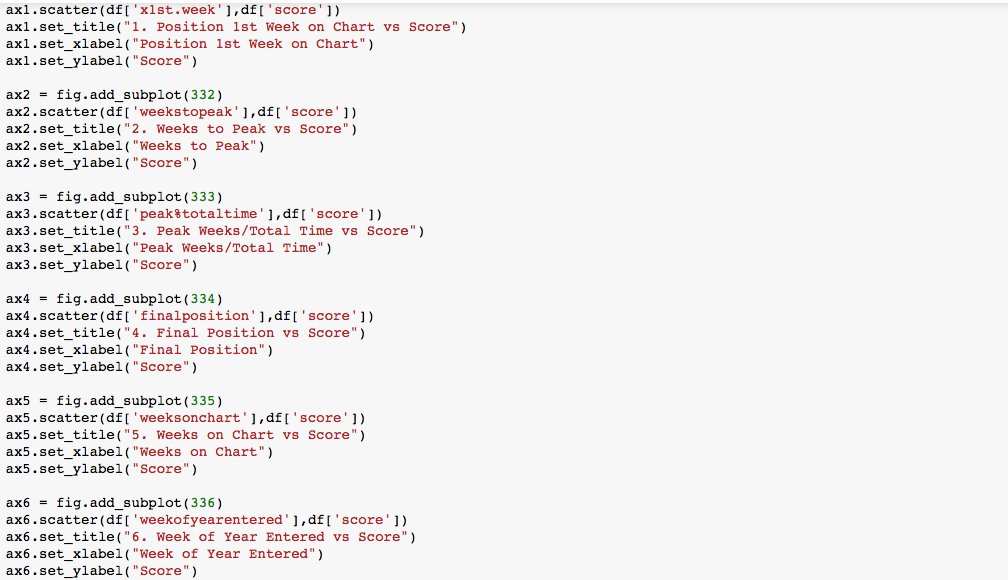 ax1.scatter(df['x1st.week'],df['score'])
ax1.set_title("1. Position 1st Week on Chart vs Score")
ax1.set_xlabel("Position 1st Week on Chart")
ax1.set_ylabel("Score")

ax2 = fig.add_subplot(332)
ax2.scatter(df['weekstopeak'],df['score'])
ax2.set_title("2. Weeks to Peak vs Score")
ax2.set_xlabel("Weeks to Peak")
ax2.set_ylabel("Score")

ax3 = fig.add_subplot(333)
ax3.scatter(df['peak%totaltime'],df['score'])
ax3.set_title("3. Peak Weeks/Total Time vs Score")
ax3.set_xlabel("Peak Weeks/Total Time")
ax3.set_ylabel("Score")

ax4 = fig.add_subplot(334)
ax4.scatter(df['finalposition'],df['score'])
ax4.set_title("4. Final Position vs Score")
ax4.set_xlabel("Final Position")
ax4.set_ylabel("Score")

ax5 = fig.add_subplot(335)
ax5.scatter(df['weeksonchart'],df['score'])
ax5.set_title("5. Weeks on Chart vs Score")
ax5.set_xlabel("Weeks on Chart")
ax5.set_ylabel("Score")

ax6 = fig.add_subplot(336)
ax6.scatter(df['weekofyearentered'],df['score'])
ax6.set_title("6. Week of Year Entered vs Score")
ax6.set_xlabel("Week of Year Entered")
ax6.set_ylabel("Score")